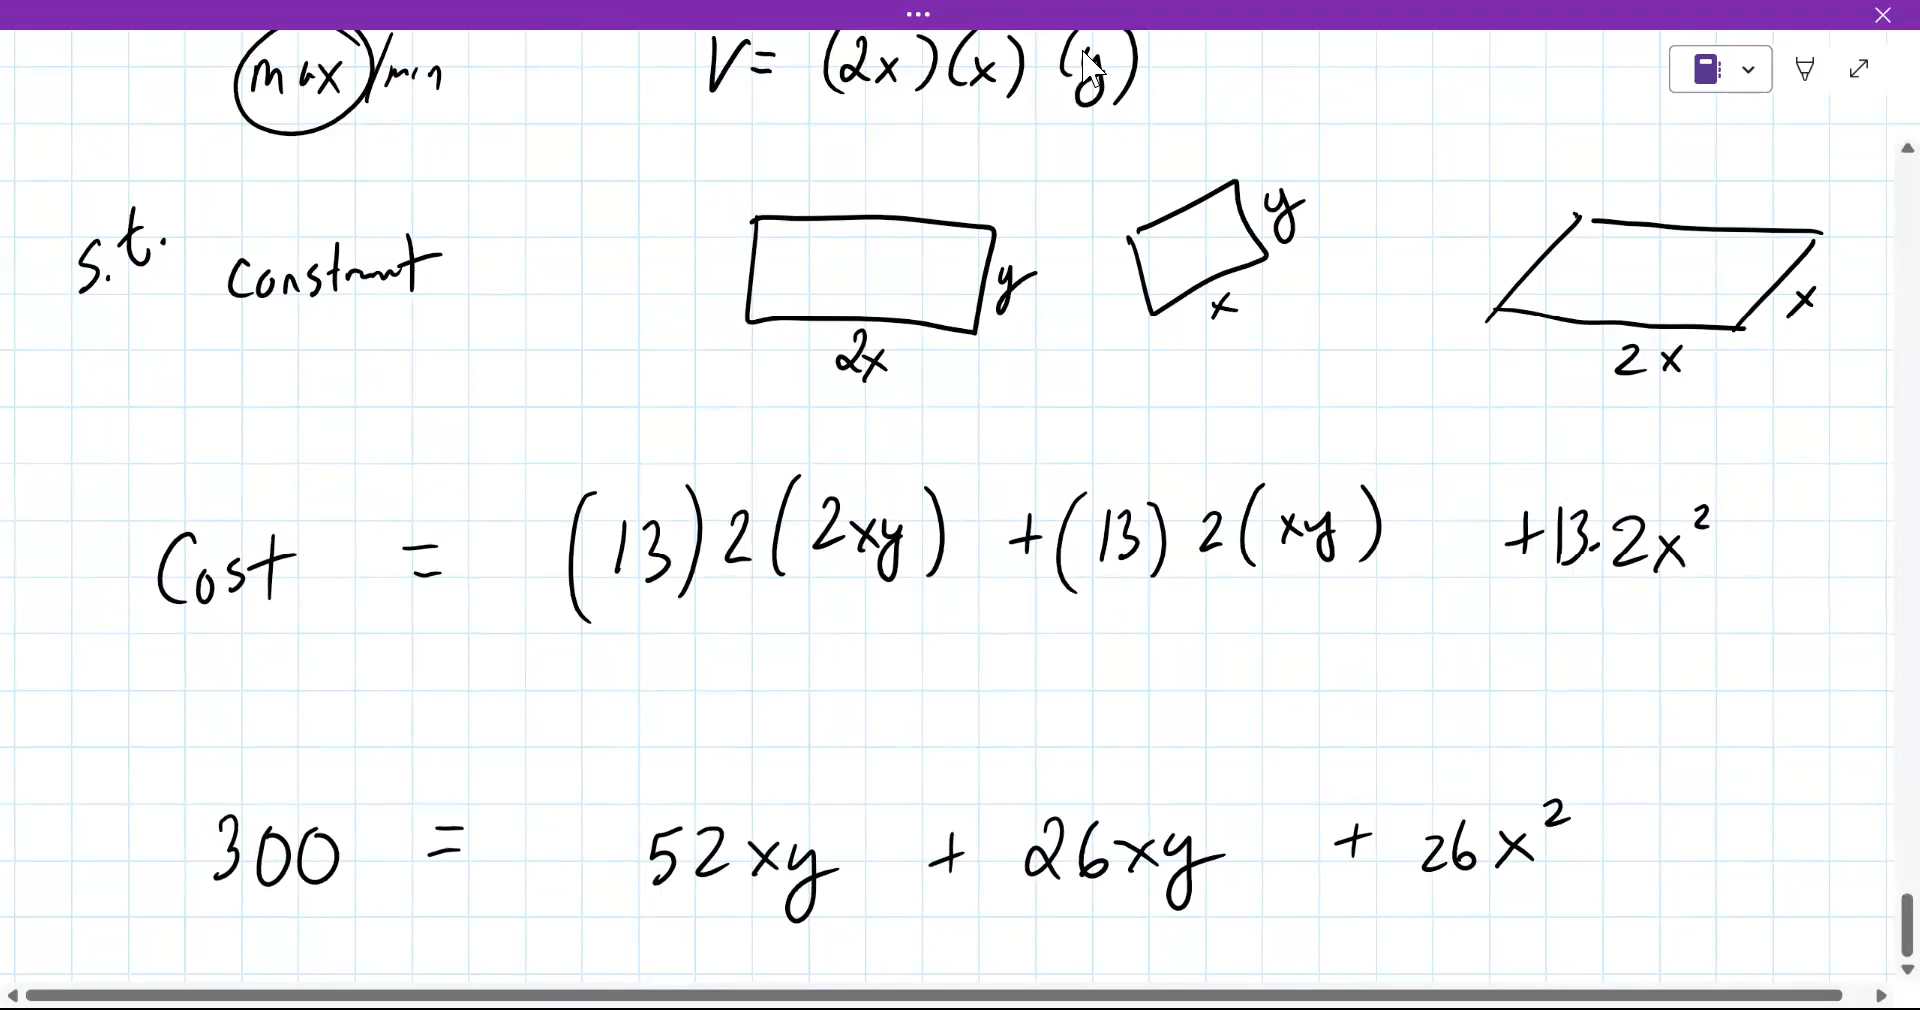 max/min V = (2x)(x)(y)
s.t. constraint
y y x
2x x 2x
Cost = (13) 2 (2xy) + (13) 2 (xy) + 13.2x²
300 = 52xy + 26xy + 26x²